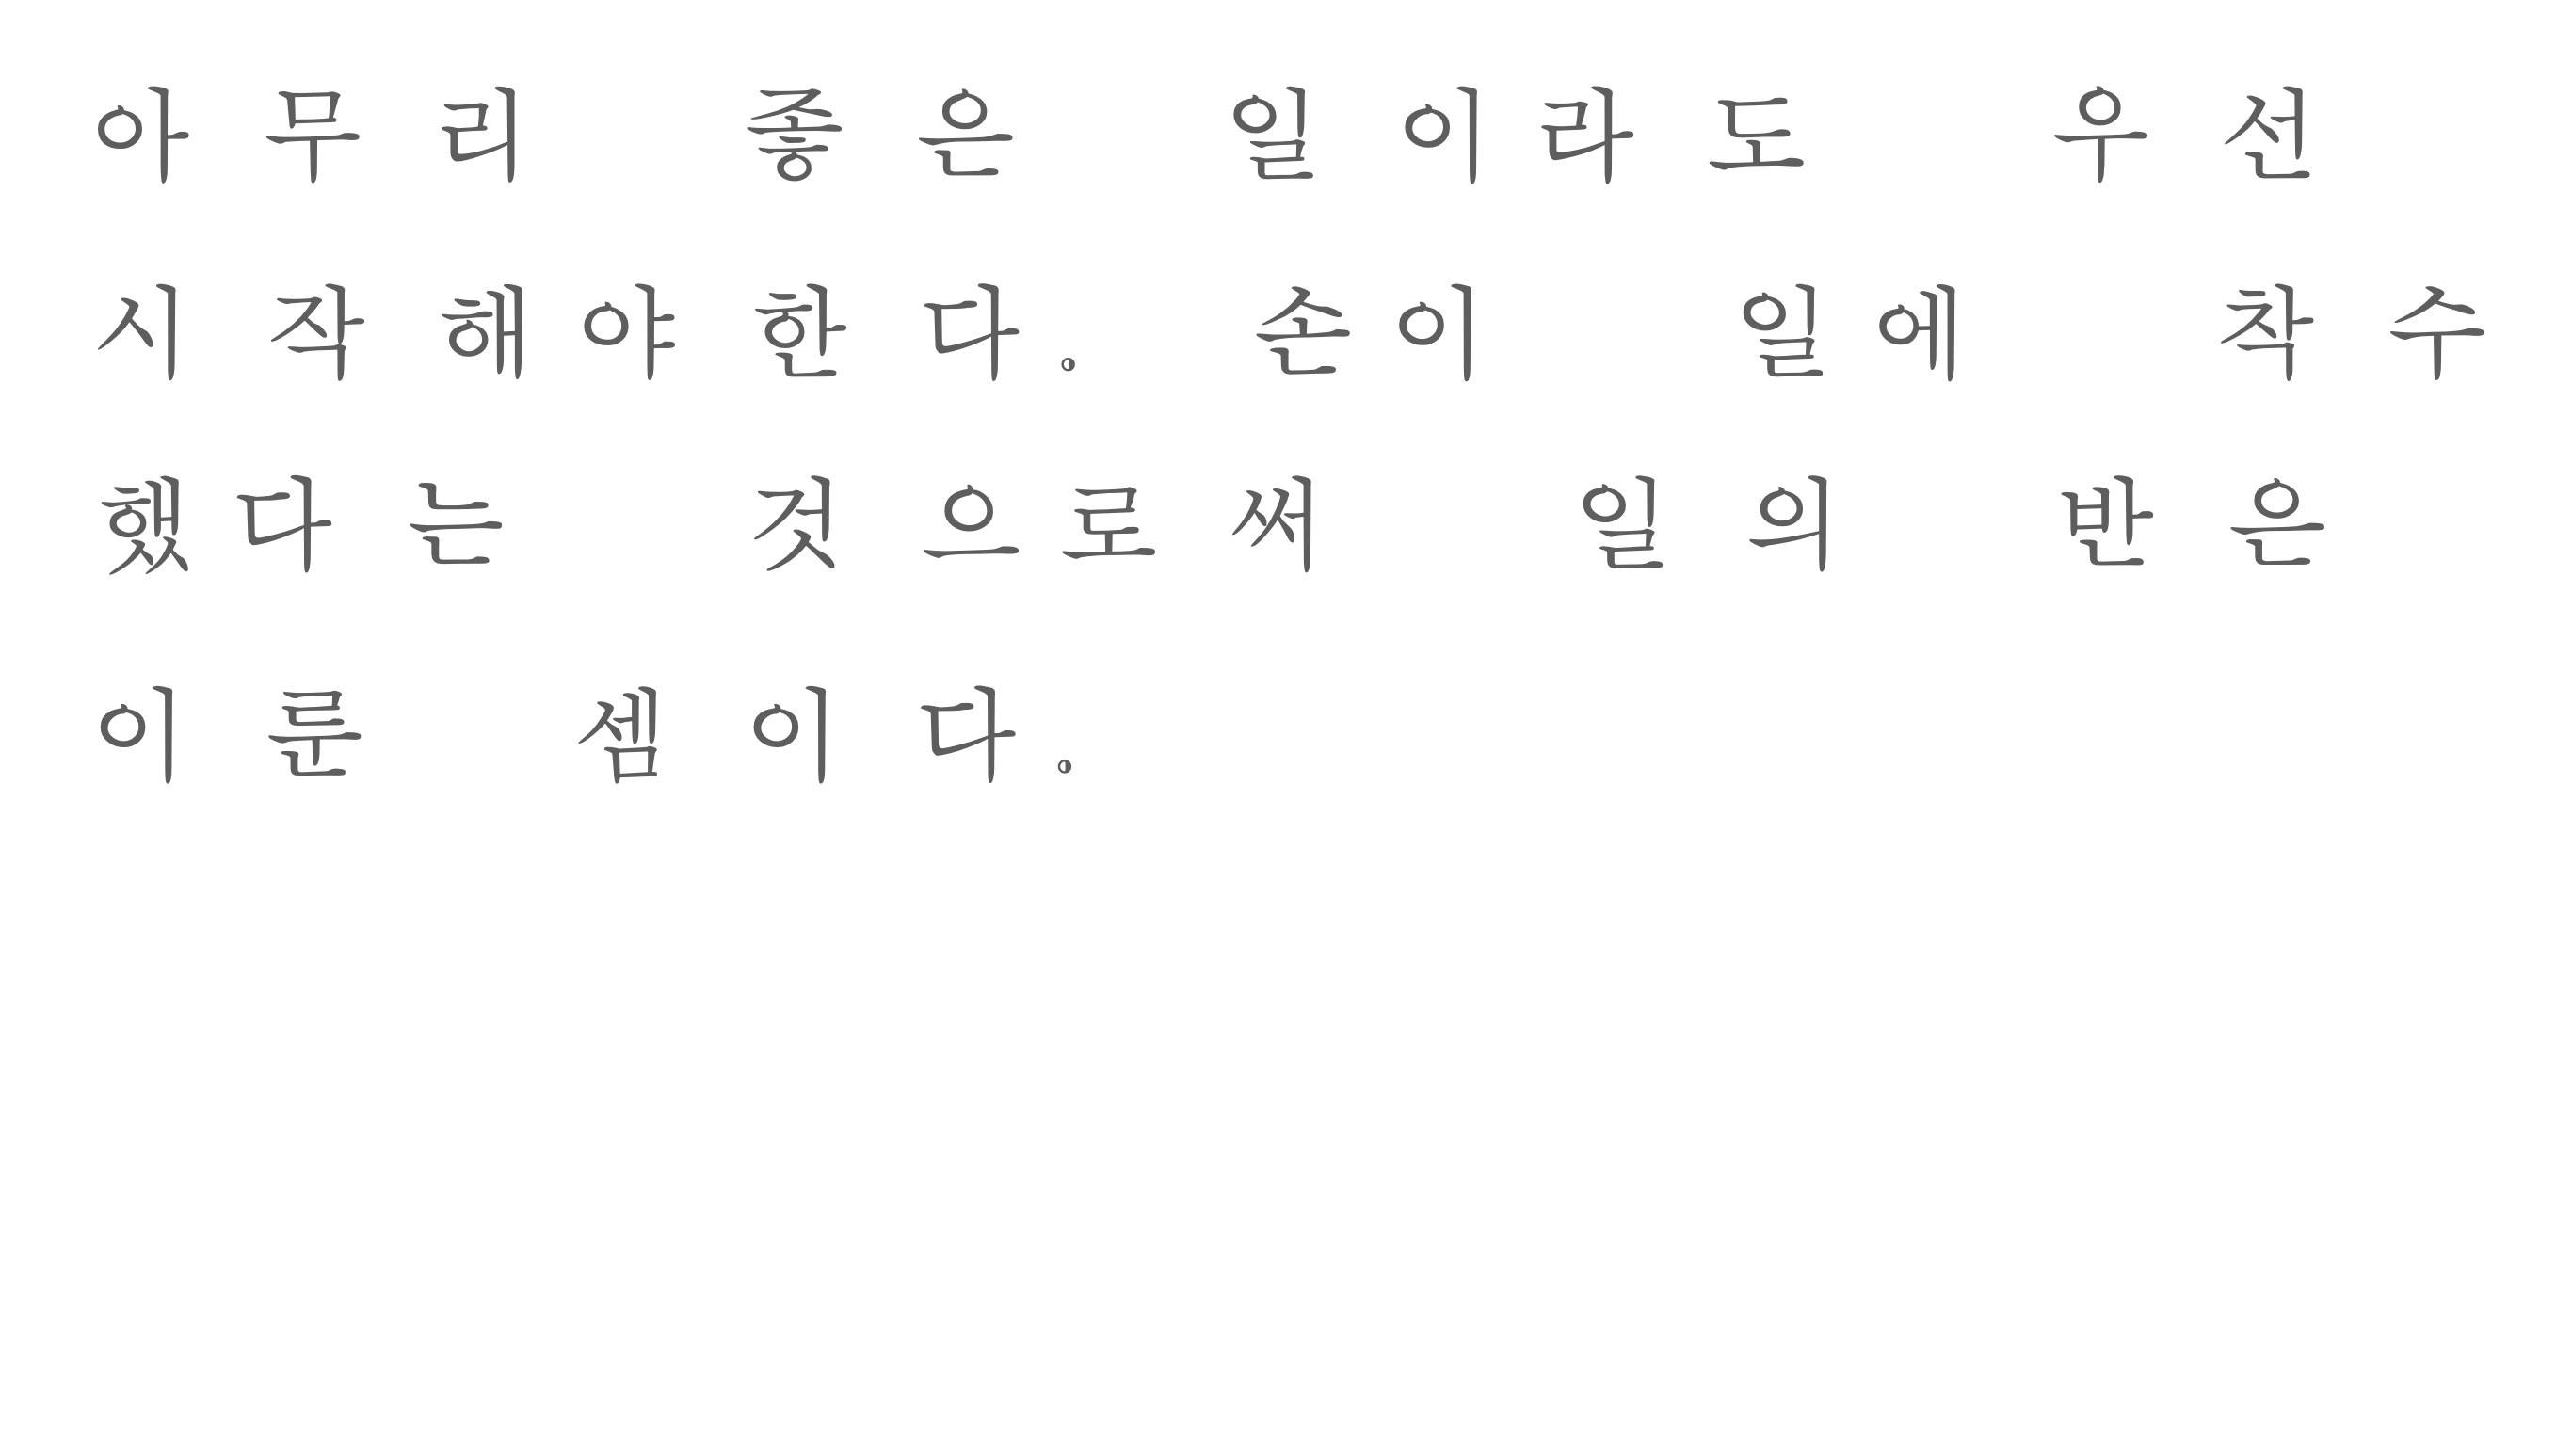 아무리 좋은 일이라도 우선
시작해야한다. 손이 일에 착수
했다는 것으로써 일의 반은
이룬 셈이다.